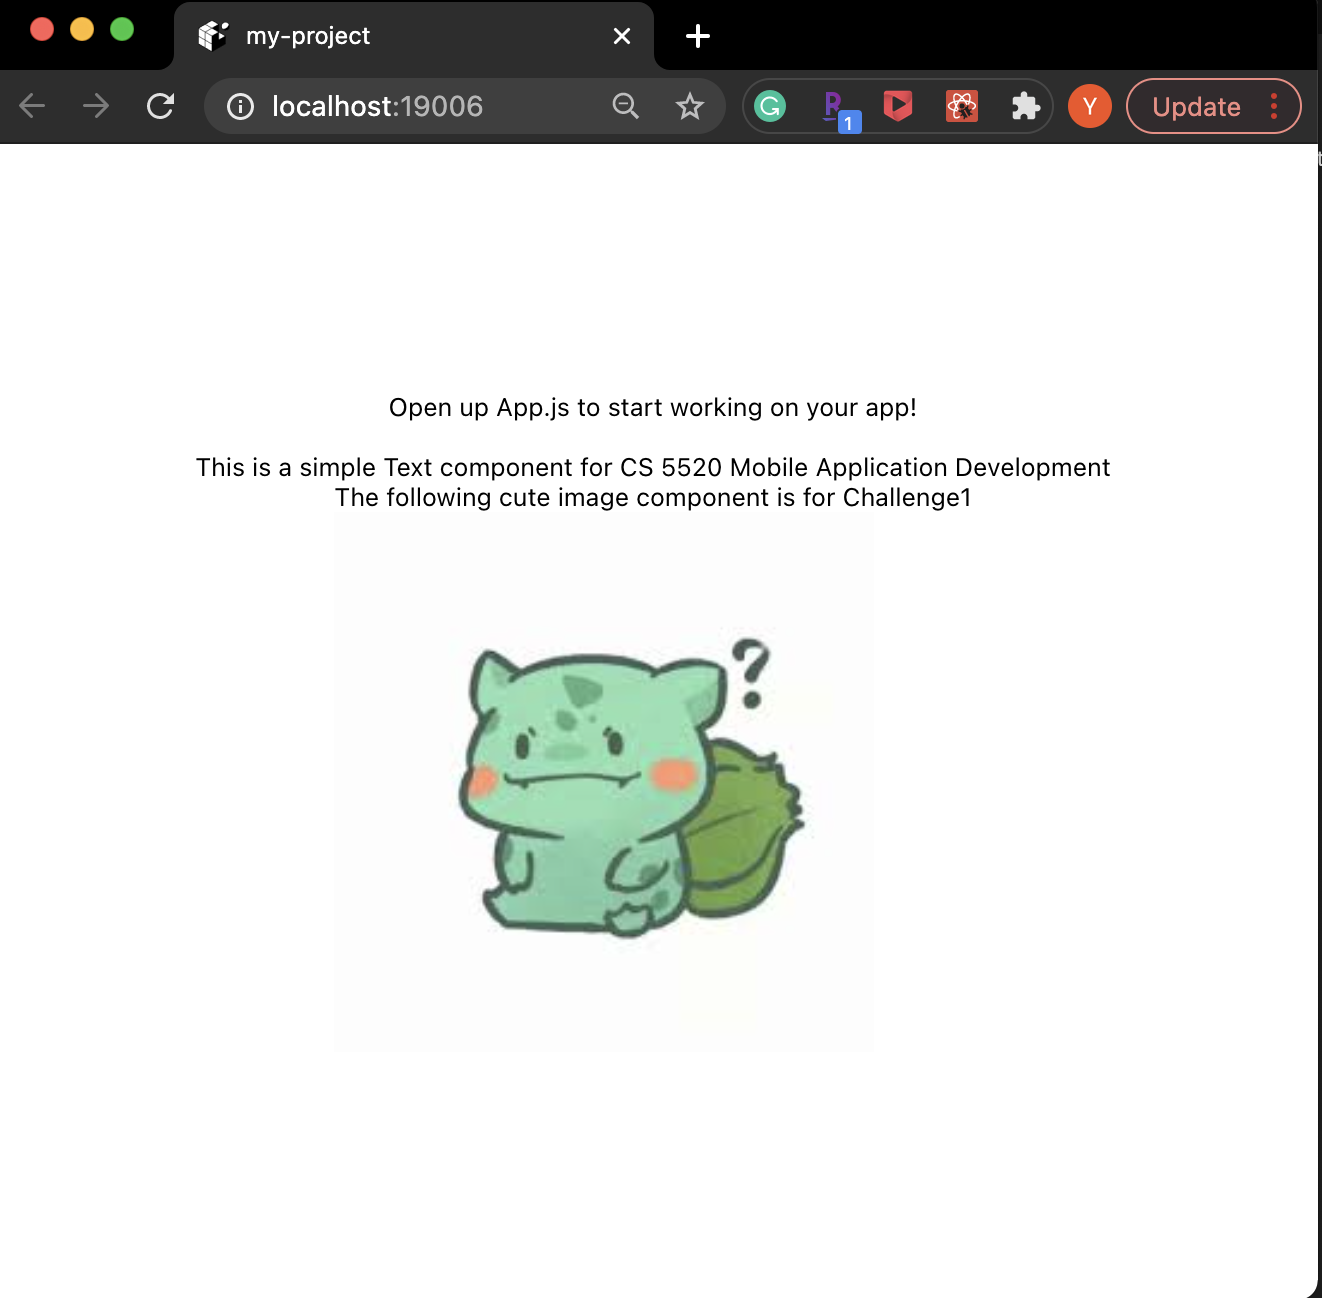 my-project
localhost:19006
1
Y
Update
Open up App.js to start working on your app!
This is a simple Text component for CS 5520 Mobile Application Development
The following cute image component is for Challenge1
?